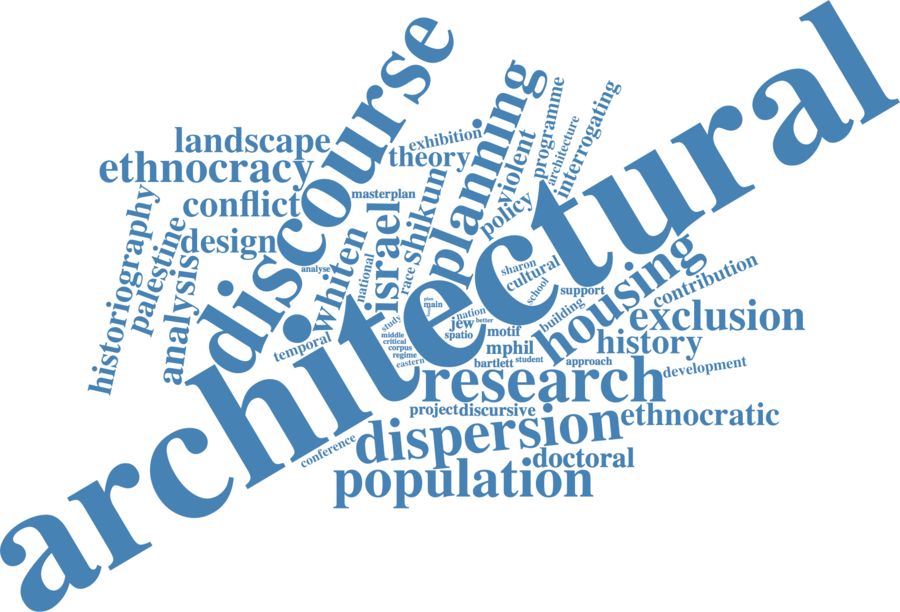 architectural
discourse
planning
research
housing
dispersion
population
exclusion
ethnocracy
landscape
conflict
design
israel
whiten
analysis
historiography
palestine
history
ethnocratic
doctoral
Shikun
theory
exhibition
violent
policy
programme
architecture
interrogating
masterplan
analyse
national
race
temporal
sharon
cultural
school
support
building
contribution
plan
main
nation
jew
better
spatio
motif
mphil
study
middle
critical
corpus
regime
eastern
bartlett
student
approach
development
project
discursive
conference